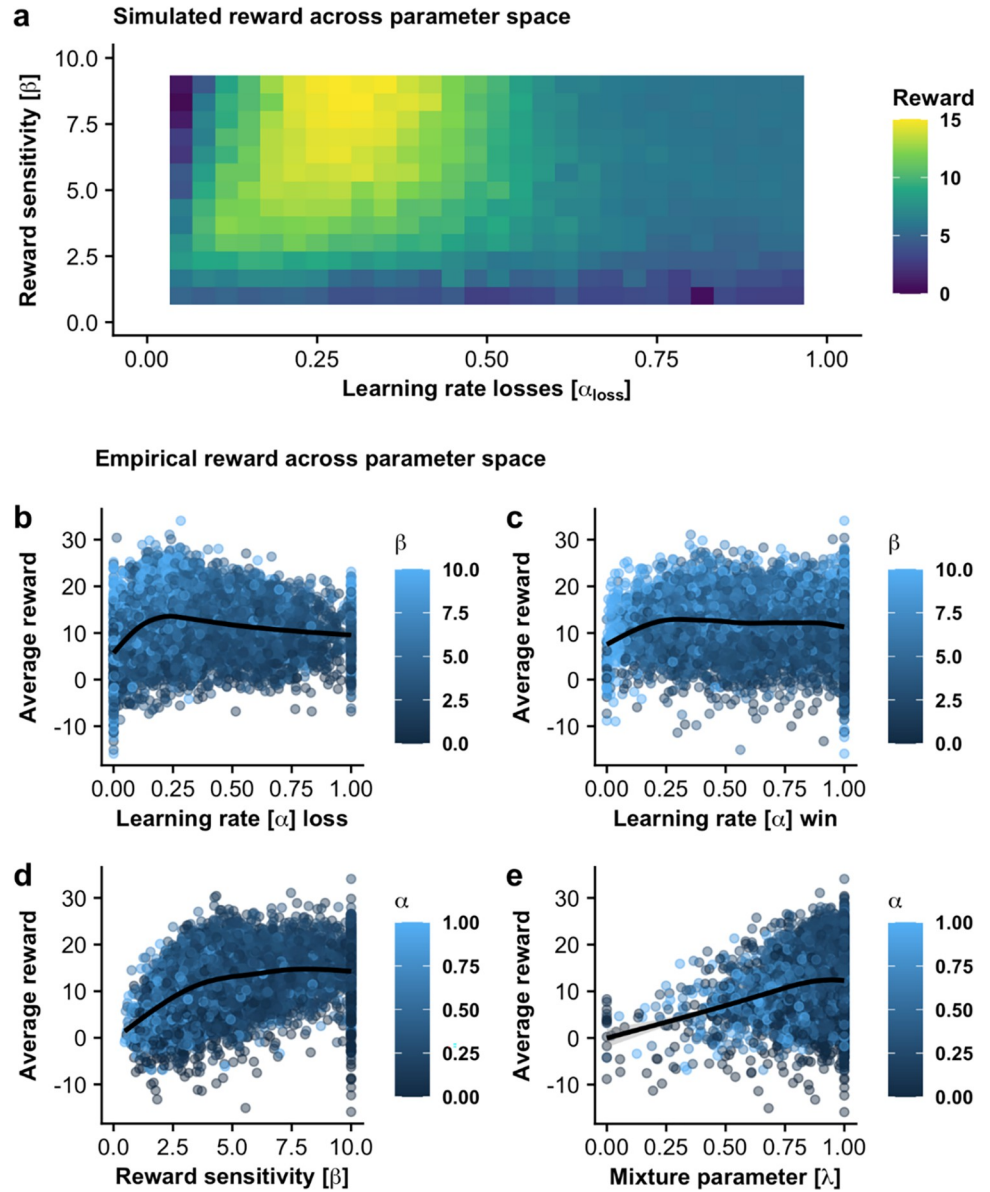 a
Simulated reward across parameter space
Reward sensitivity [β]
10.0
7.5
5.0
2.5
0.0
0.00 0.25 0.50 0.75 1.00
Learning rate losses [αloss]
Reward
15
10
5
0
Empirical reward across parameter space
b
Average reward
30
20
10
0
-10
0.00 0.25 0.50 0.75 1.00
Learning rate [α] loss
β
10.0
7.5
5.0
2.5
0.0
c
Average reward
30
20
10
0
-10
0.00 0.25 0.50 0.75 1.00
Learning rate [α] win
β
10.0
7.5
5.0
2.5
0.0
d
Average reward
30
20
10
0
-10
0.0 2.5 5.0 7.5 10.0
Reward sensitivity [β]
α
1.00
0.75
0.50
0.25
0.00
e
Average reward
30
20
10
0
-10
0.00 0.25 0.50 0.75 1.00
Mixture parameter [λ]
α
1.00
0.75
0.50
0.25
0.00